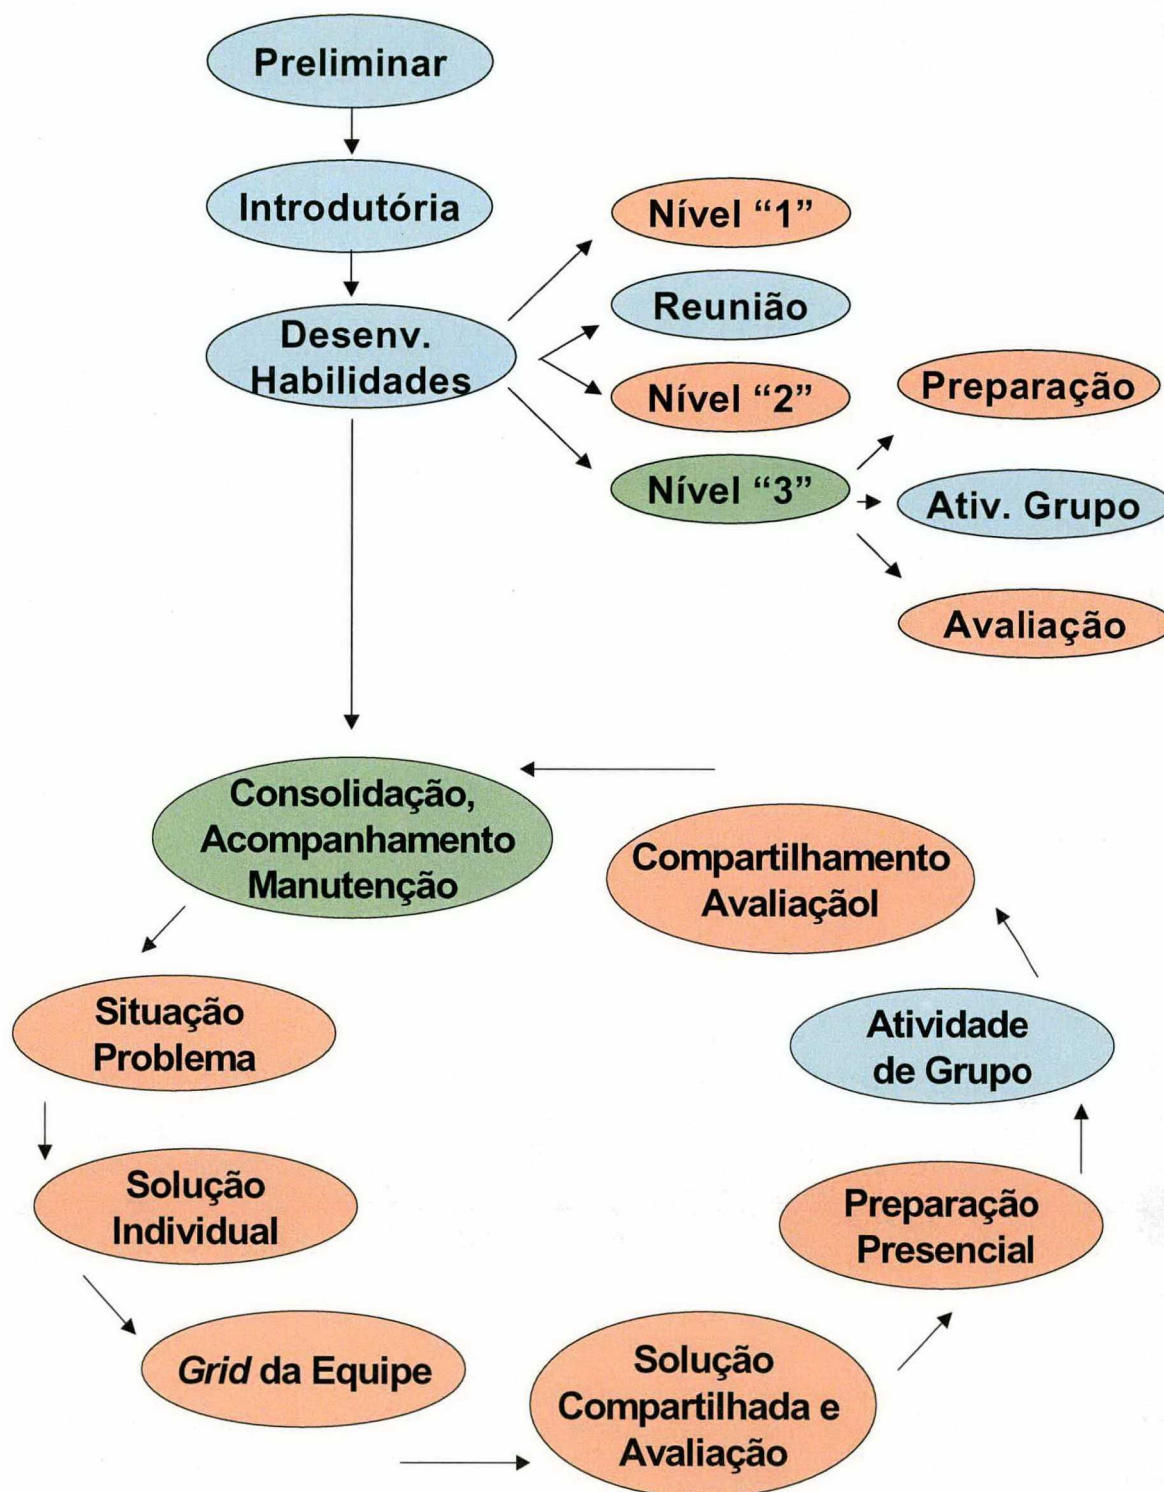 Preliminar
Introdutória
Desenv.
Habilidades
Nível “1”
Reunião
Nível “2”
Nível “3”
Preparação
Ativ. Grupo
Avaliação
Consolidação,
Acompanhamento
Manutenção
Situação
Problema
Solução
Individual
Grid da Equipe
Solução
Compartilhada e
Avaliação
Preparação
Presencial
Atividade
de Grupo
Compartilhamento
Avaliaçãol